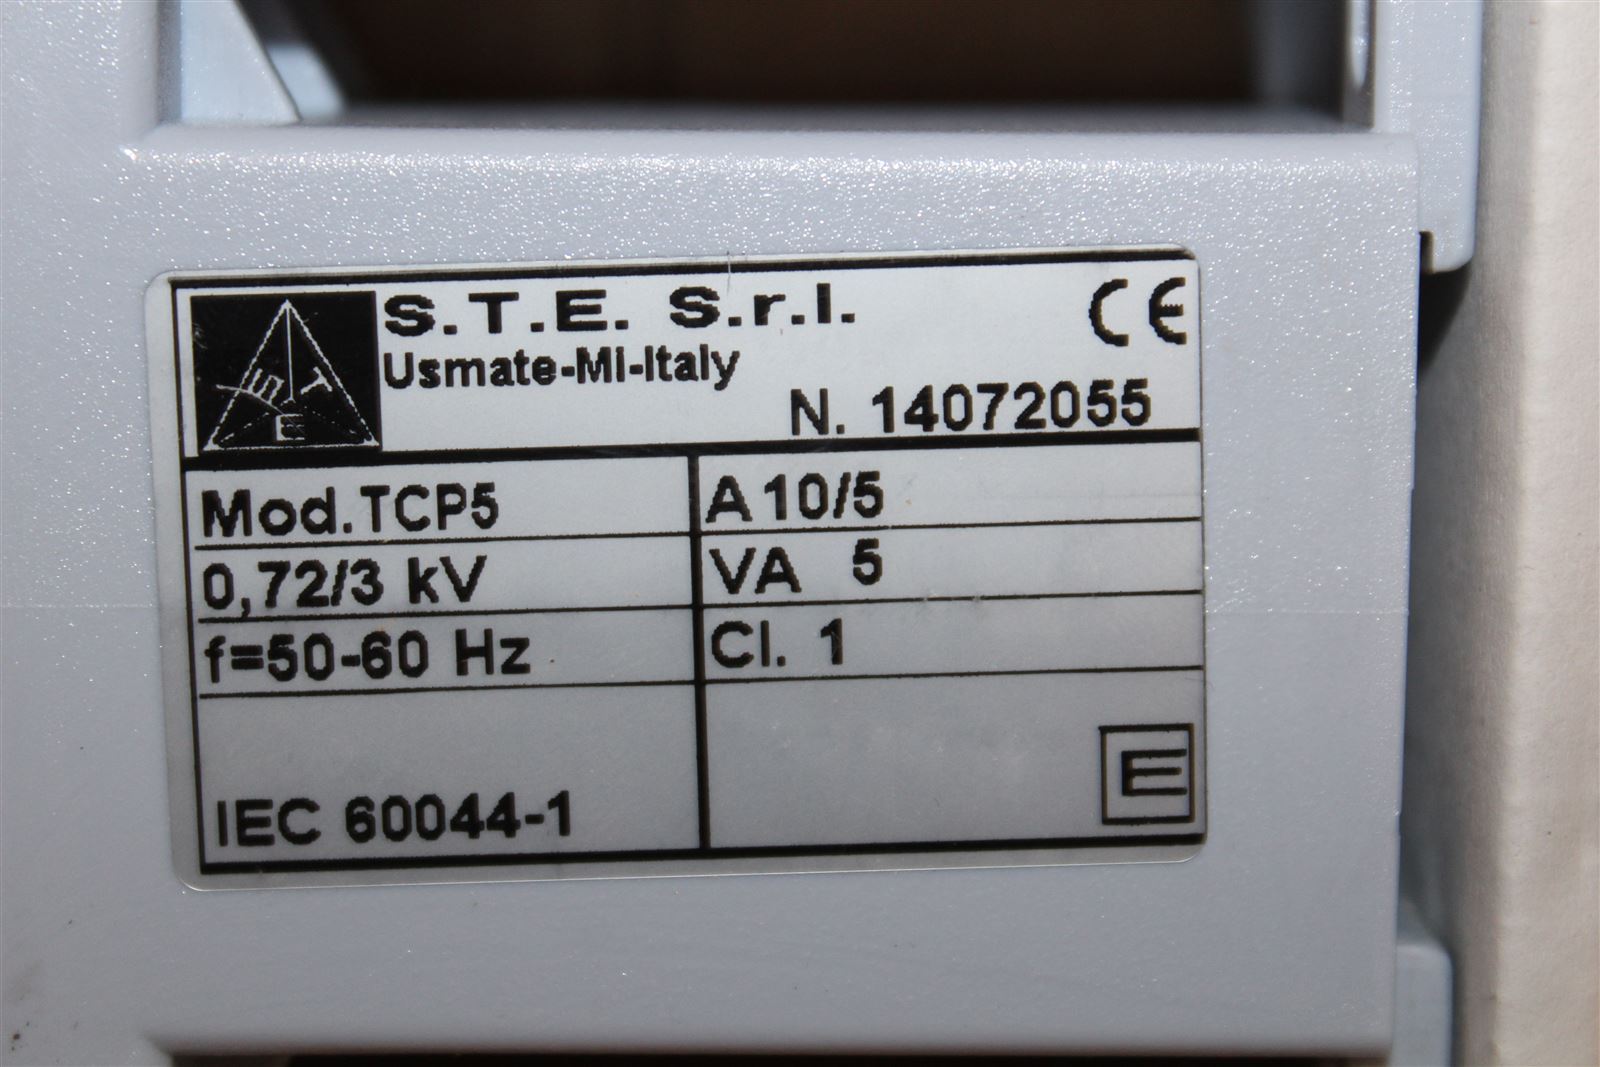 S.T.E. S.r.l.
CE
Usmate-MI-Italy
N. 14072055
S T
E
Mod.TCP5
A 10/5
0,72/3 kV
VA 5
f=50-60 Hz
Cl. 1
IEC 60044-1
E